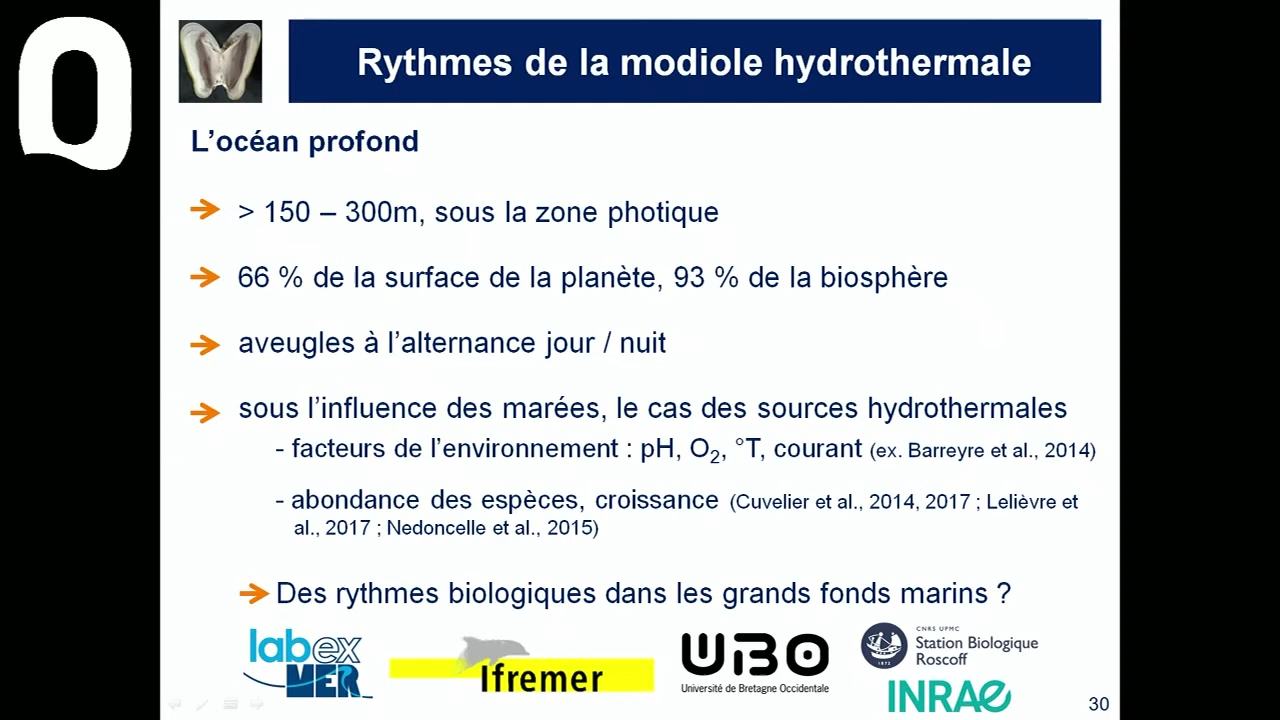 Rythmes de la modiole hydrothermale
L'océan profond
> 150 – 300m, sous la zone photique
66 % de la surface de la planète, 93 % de la biosphère
aveugles à l'alternance jour / nuit
sous l'influence des marées, le cas des sources hydrothermales
- facteurs de l'environnement : pH, O₂, °T, courant (ex. Barreyre et al., 2014)
- abondance des espèces, croissance (Cuvelier et al., 2014, 2017 ; Lelièvre et
al., 2017 ; Nedoncelle et al., 2015)
Des rythmes biologiques dans les grands fonds marins ?
labex
MER
Ifremer
UBO
Université de Bretagne Occidentale
CNRS UPMC
Station Biologique
Roscoff
1872
INRAE
30